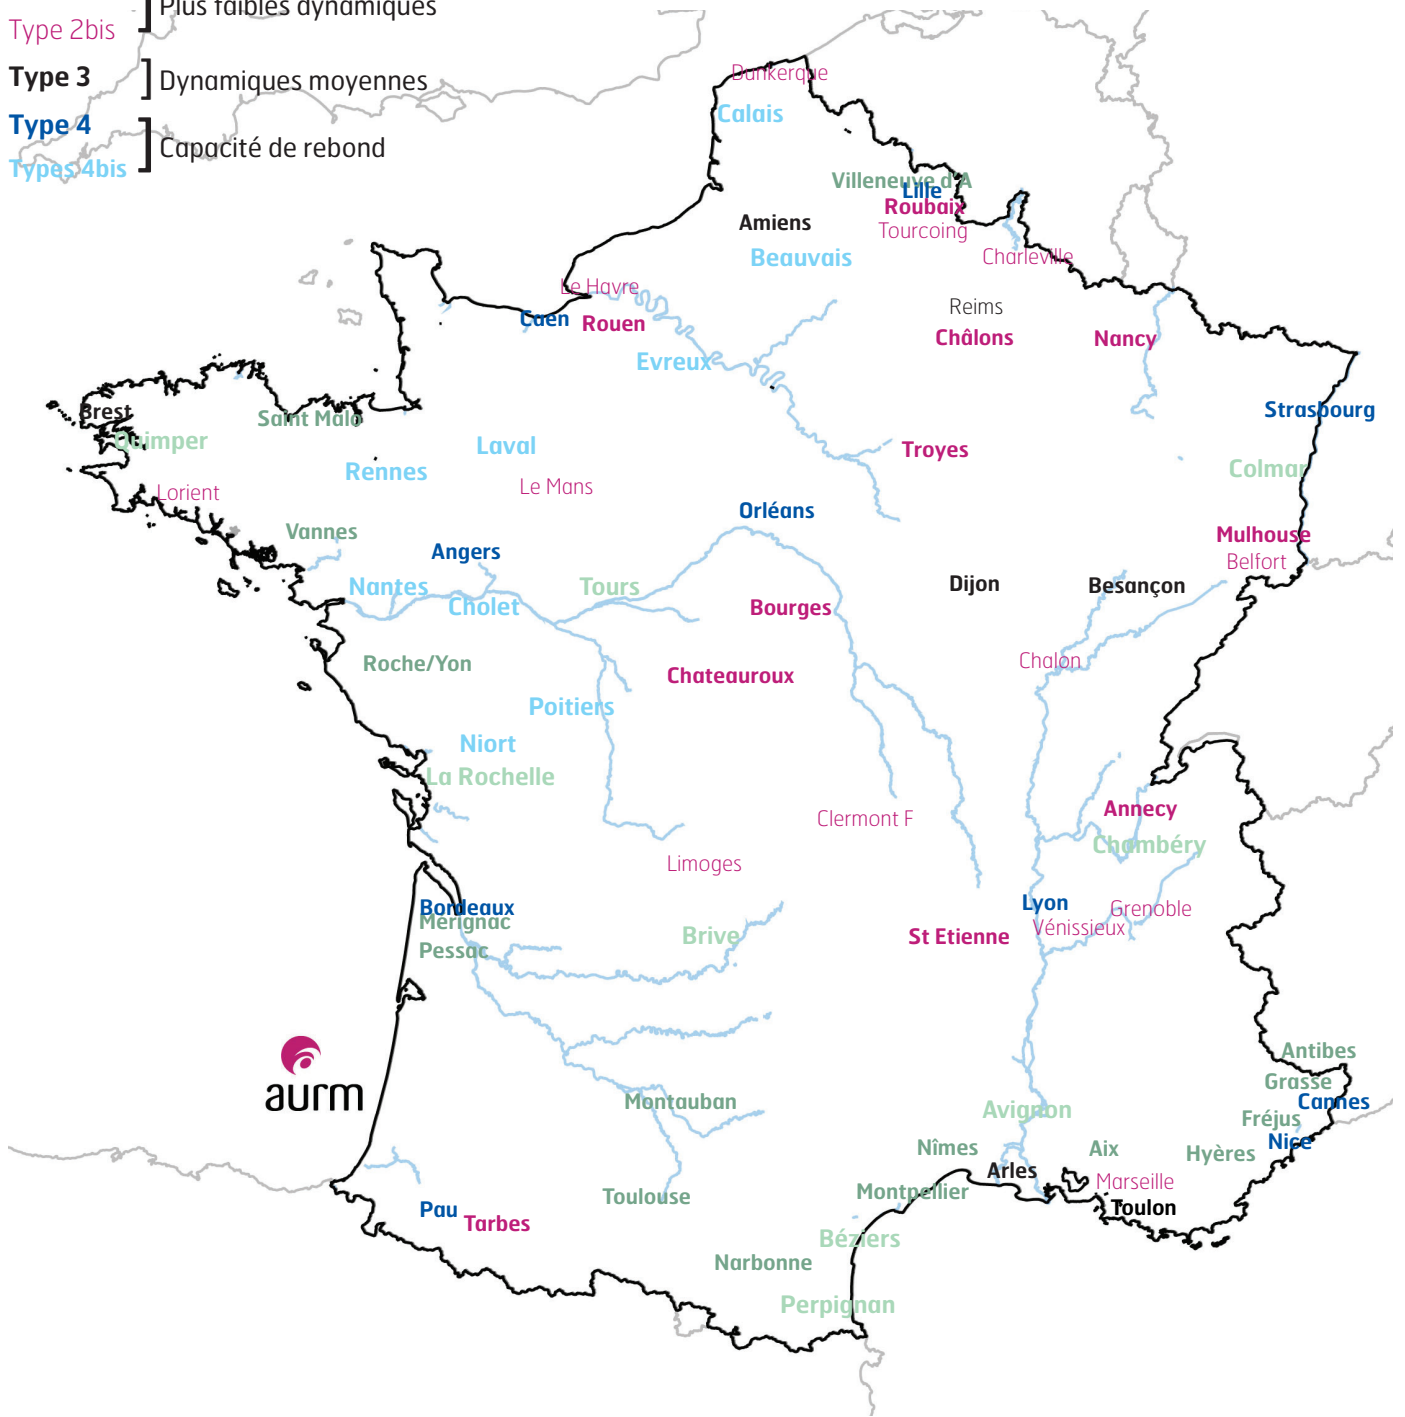 Plus faibles dynamiques
Type 2bis
Type 3
Dynamiques moyennes
Type 4
Capacité de rebond
Types 4bis
Dunkerque
Calais
Villeneuve d'A
Lille
Roubaix
Tourcoing
Amiens
Beauvais
Charleville
Le Havre
Caen
Rouen
Reims
Châlons
Nancy
Evreux
Brest
Saint Malo
Quimper
Strasbourg
Laval
Troyes
Rennes
Colmar
Lorient
Le Mans
Orléans
Vannes
Angers
Mulhouse
Belfort
Nantes
Tours
Dijon
Besançon
Cholet
Bourges
Roche/Yon
Chalon
Chateauroux
Poitiers
Niort
La Rochelle
Annecy
Clermont F
Chambéry
Limoges
Bordeaux
Mérignac
Pessac
Lyon
Grenoble
Vénissieux
Brive
St Etienne
aurm
Antibes
Grasse
Cannes
Montauban
Avignon
Fréjus
Nice
Nîmes
Aix
Hyères
Arles
Marseille
Montpellier
Toulouse
Toulon
Pau
Tarbes
Béziers
Narbonne
Perpignan